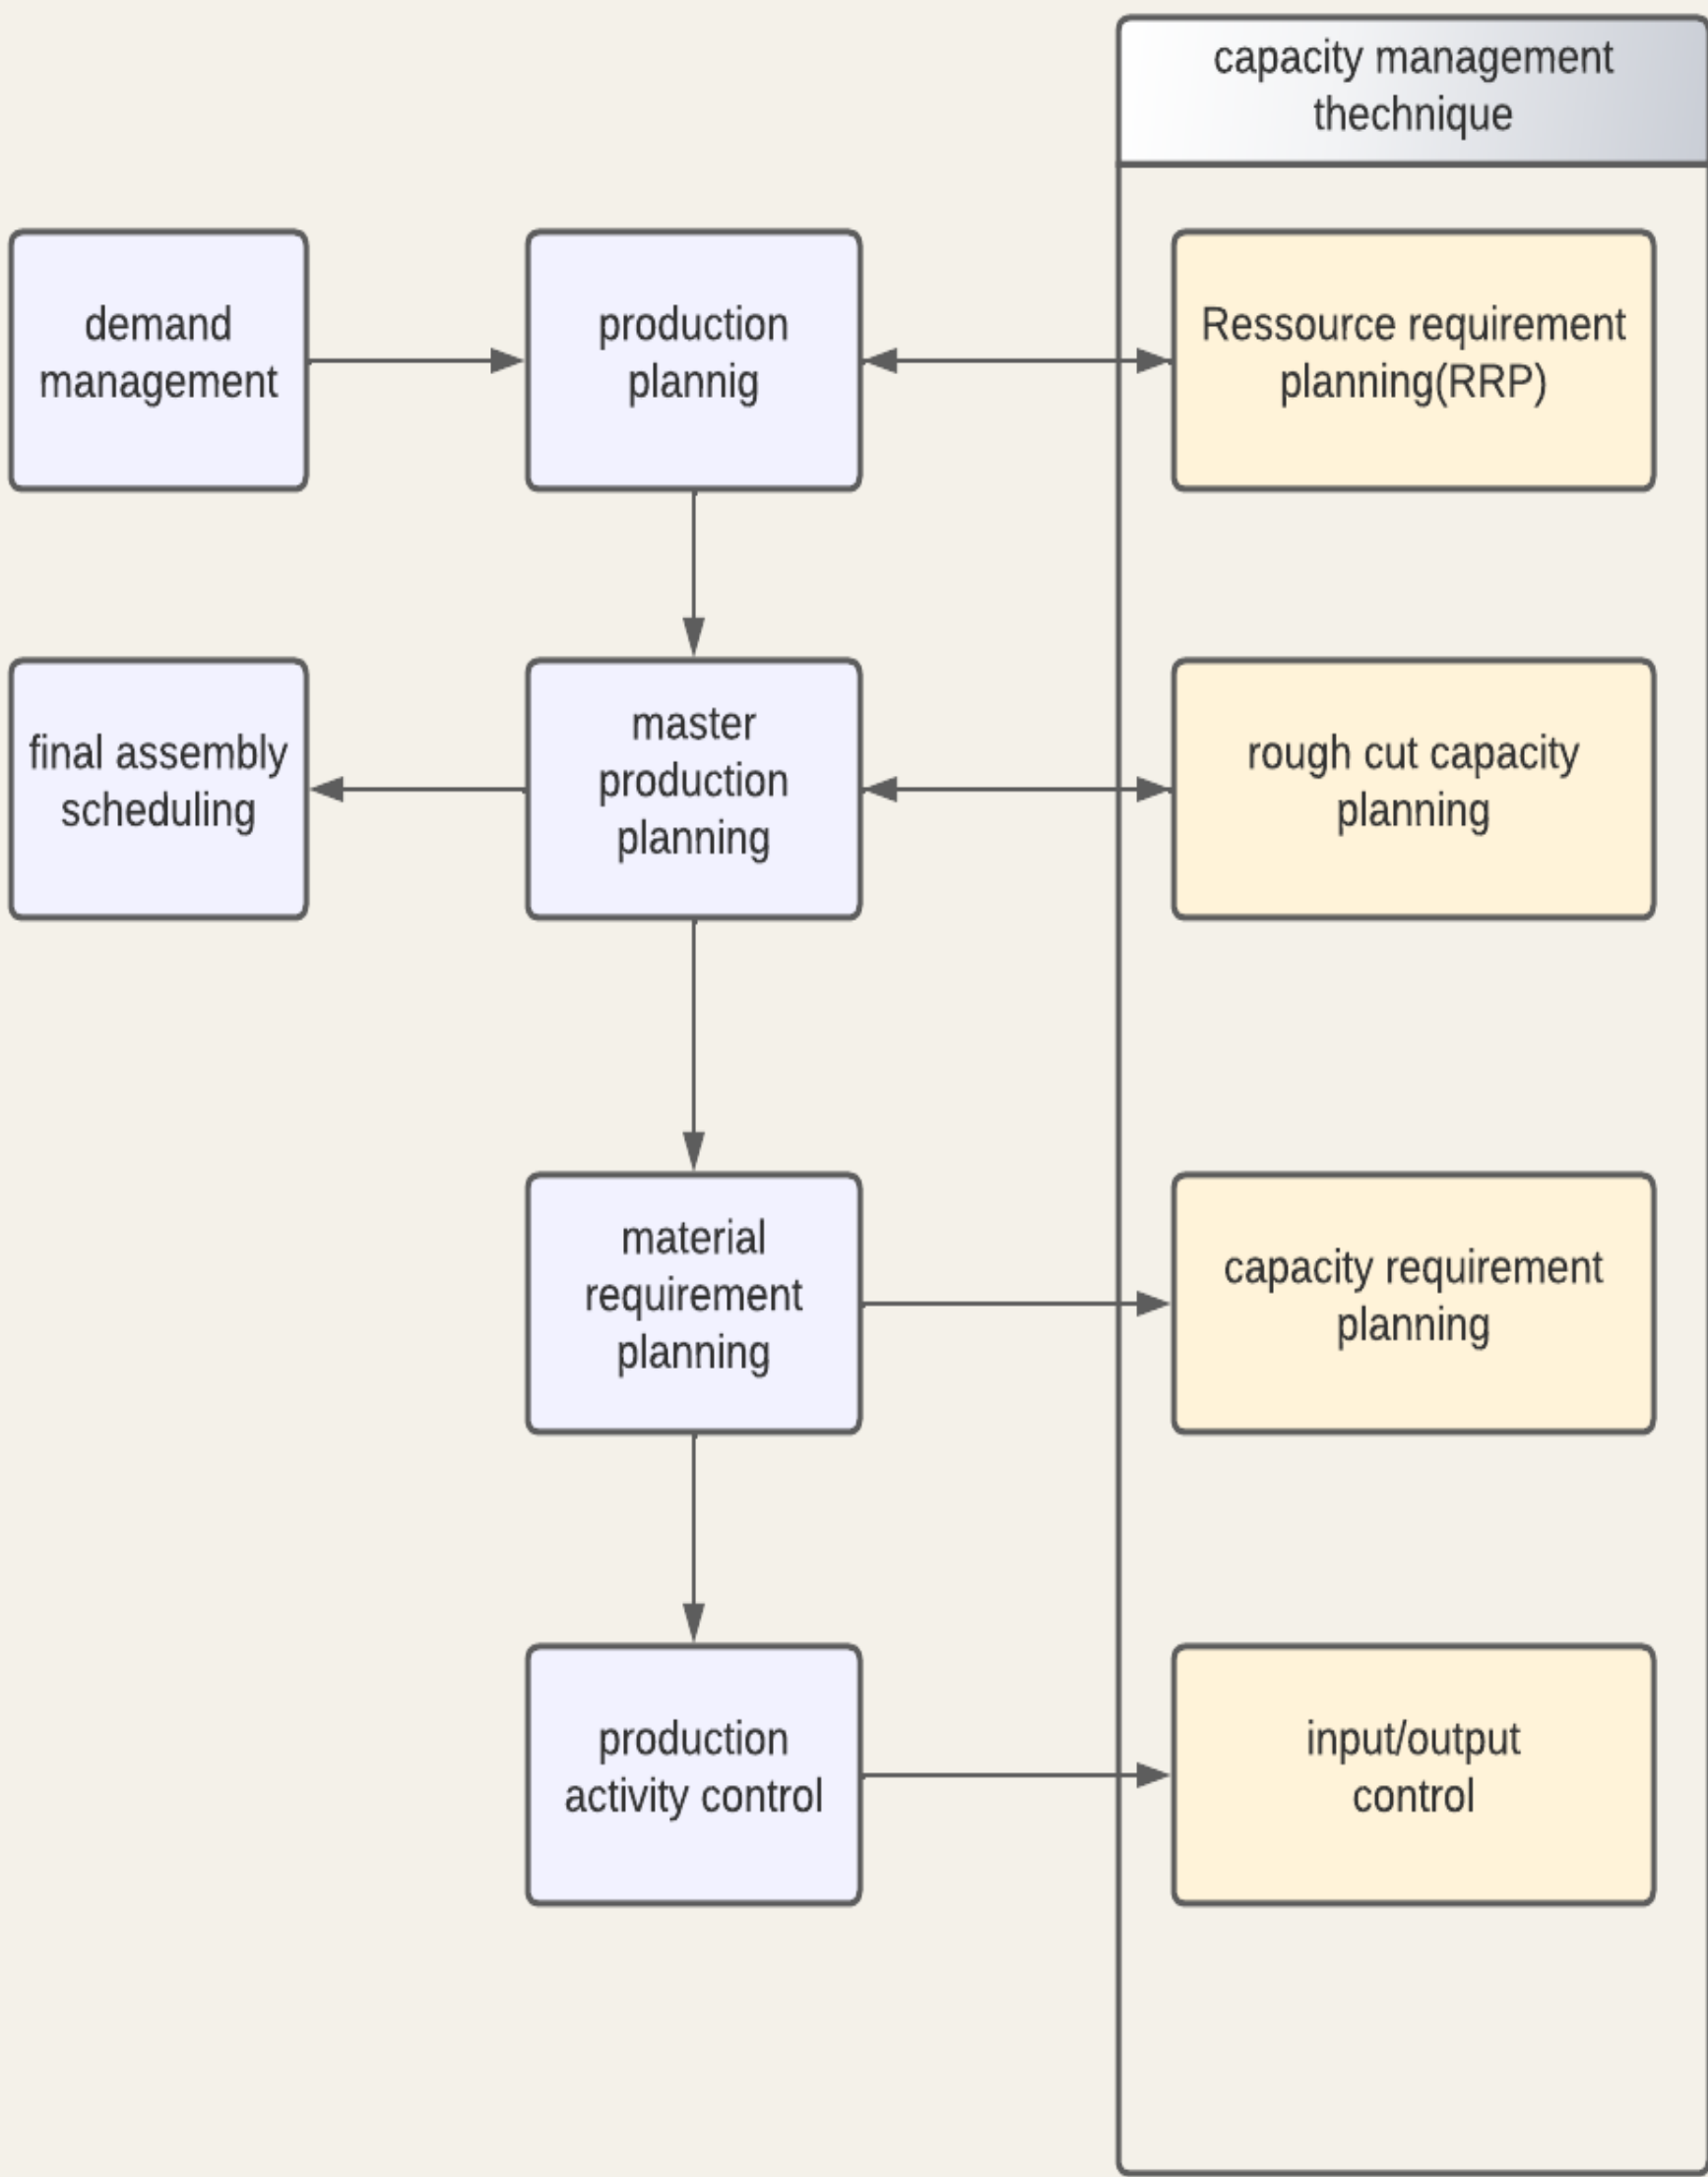 capacity management
thechnique
demand
management
production
plannig
Ressource requirement
planning(RRP)
final assembly
scheduling
master
production
planning
rough cut capacity
planning
material
requirement
planning
capacity requirement
planning
production
activity control
input/output
control